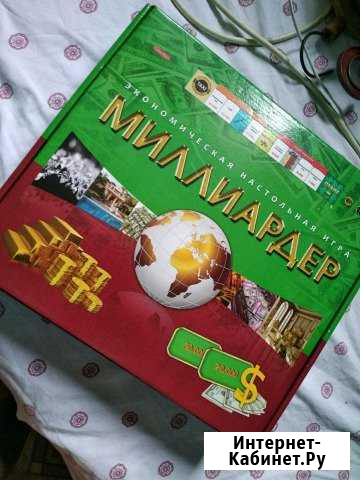 ЭКОНОМИЧЕСКАЯ НАСТОЛЬНАЯ ИГРА
МИЛЛИАРДЕР
Интернет-
Кабинет.Ру